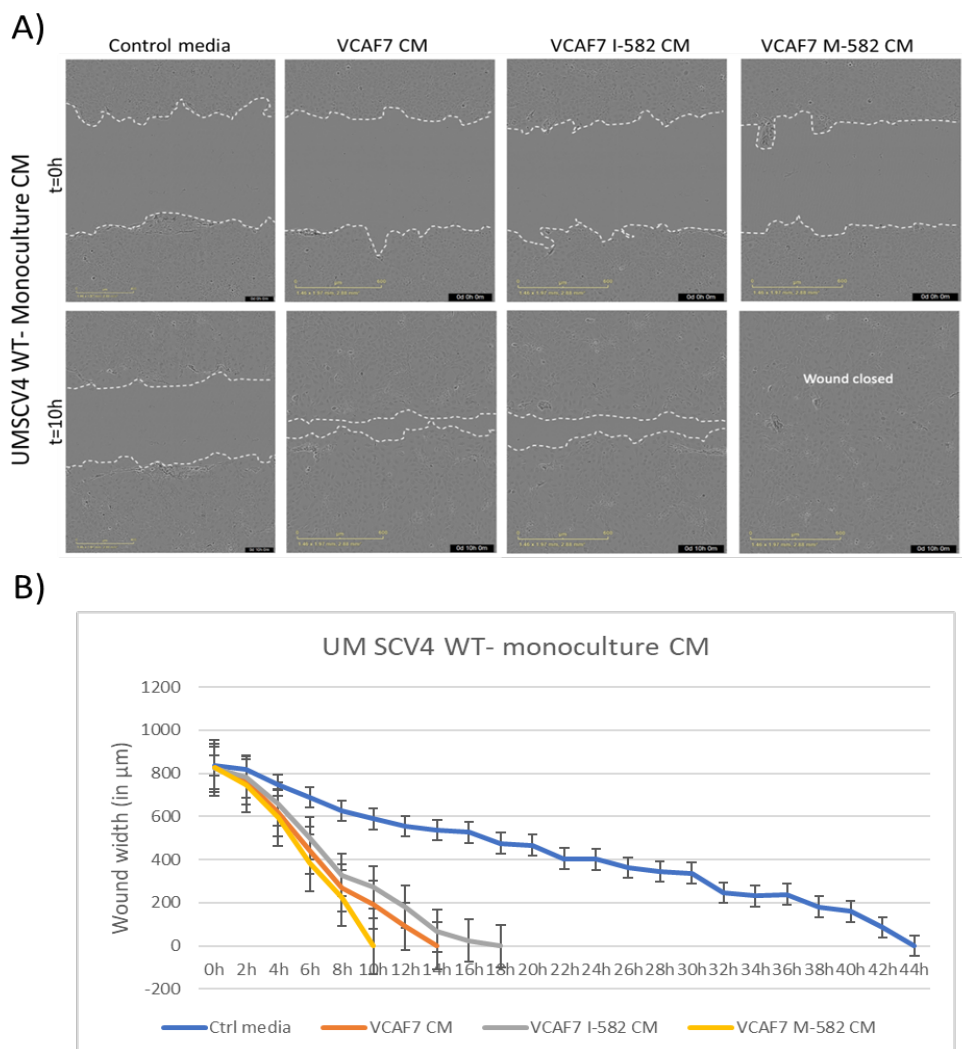 A)
Control media VCAF7 CM VCAF7 I-582 CM VCAF7 M-582 CM
UMSCV4 WT- Monoculture CM
t=0h
µm
0 800
0d 0h 0m
0d 0h 0m
0d 0h 0m
t=10h
Wound closed
0d 10h 0m
0d 10h 0m
0d 10h 0m
B)
UM SCV4 WT- monoculture CM
Wound width (in µm)
1200
1000
800
600
400
200
0
-200
0h 2h 4h 6h 8h 10h 12h 14h 16h 18h 20h 22h 24h 26h 28h 30h 32h 34h 36h 38h 40h 42h 44h
Ctrl media VCAF7 CM VCAF7 I-582 CM VCAF7 M-582 CM